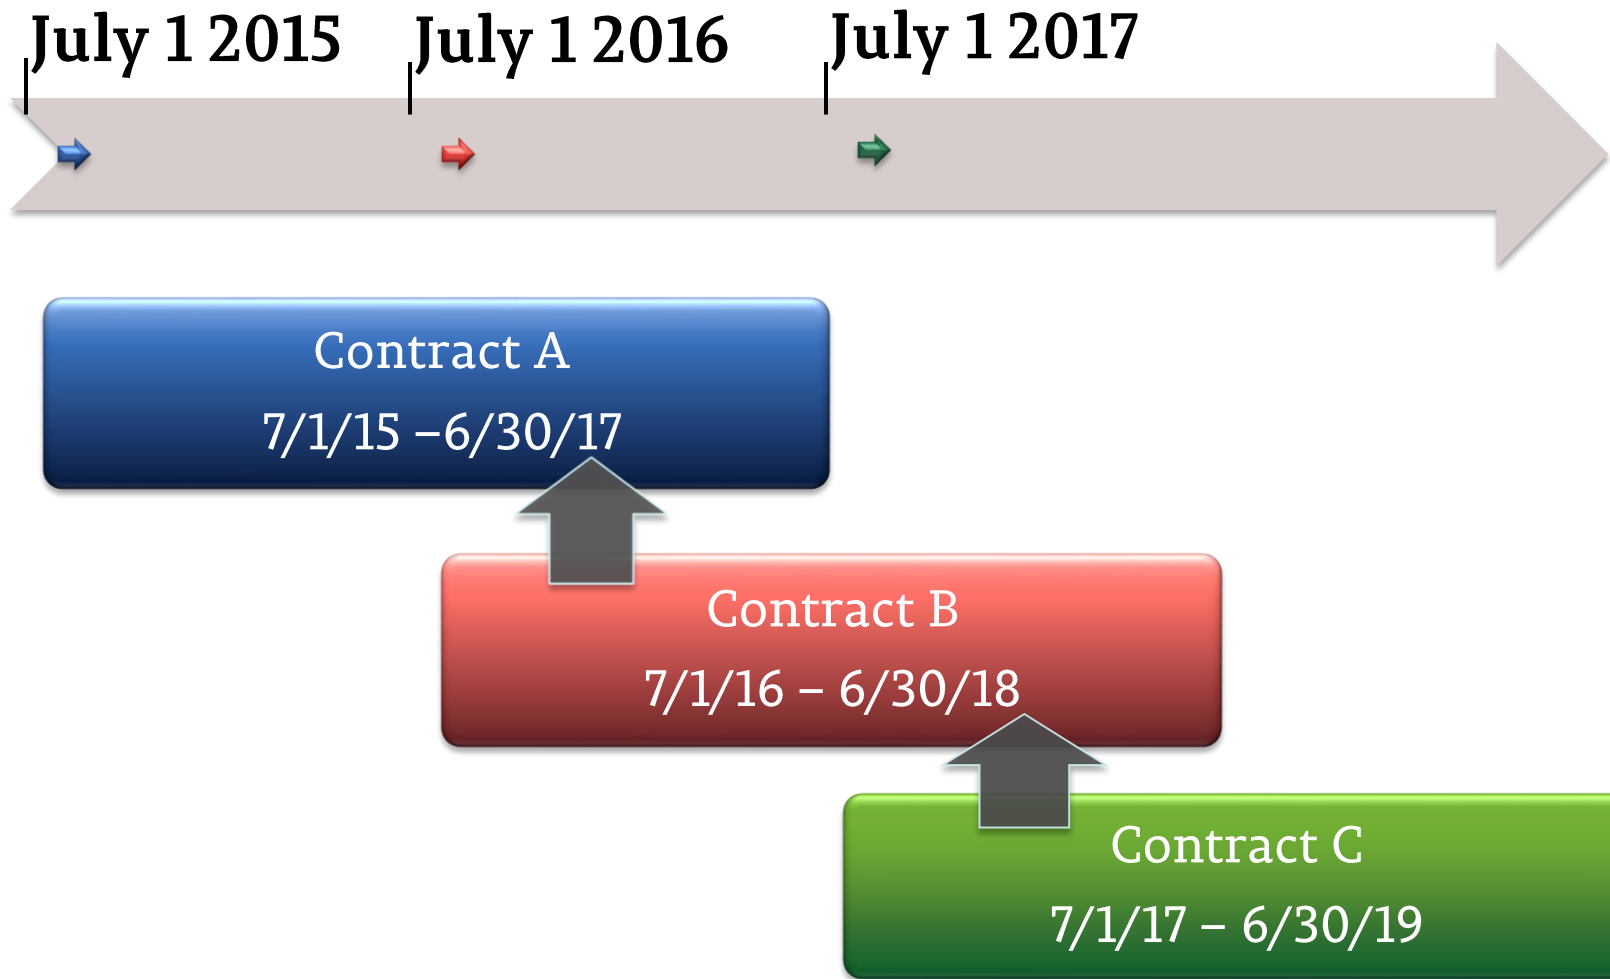 July 1 2015
July 1 2016
July 1 2017
Contract A
7/1/15 –6/30/17
Contract B
7/1/16 – 6/30/18
Contract C
7/1/17 – 6/30/19